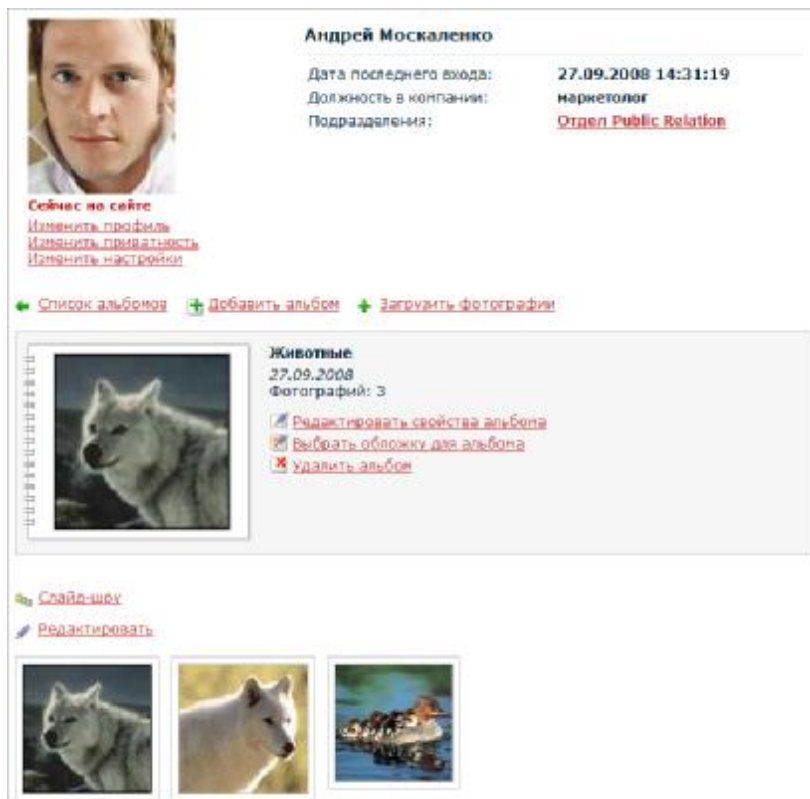 Андрей Москаленко
Дата последнего входа: 27.09.2008 14:31:19
Должность в компании: маркетолог
Подразделения: Отдел Public Relation
Сейчас на сайте
Изменить профиль
Изменить приватность
Изменить настройки
Список альбомов Добавить альбом Загрузить фотографии
Животные
27.09.2008
Фотографий: 3
Редактировать свойства альбома
Выбрать обложку для альбома
Удалить альбом
Слайд-шоу
Редактировать